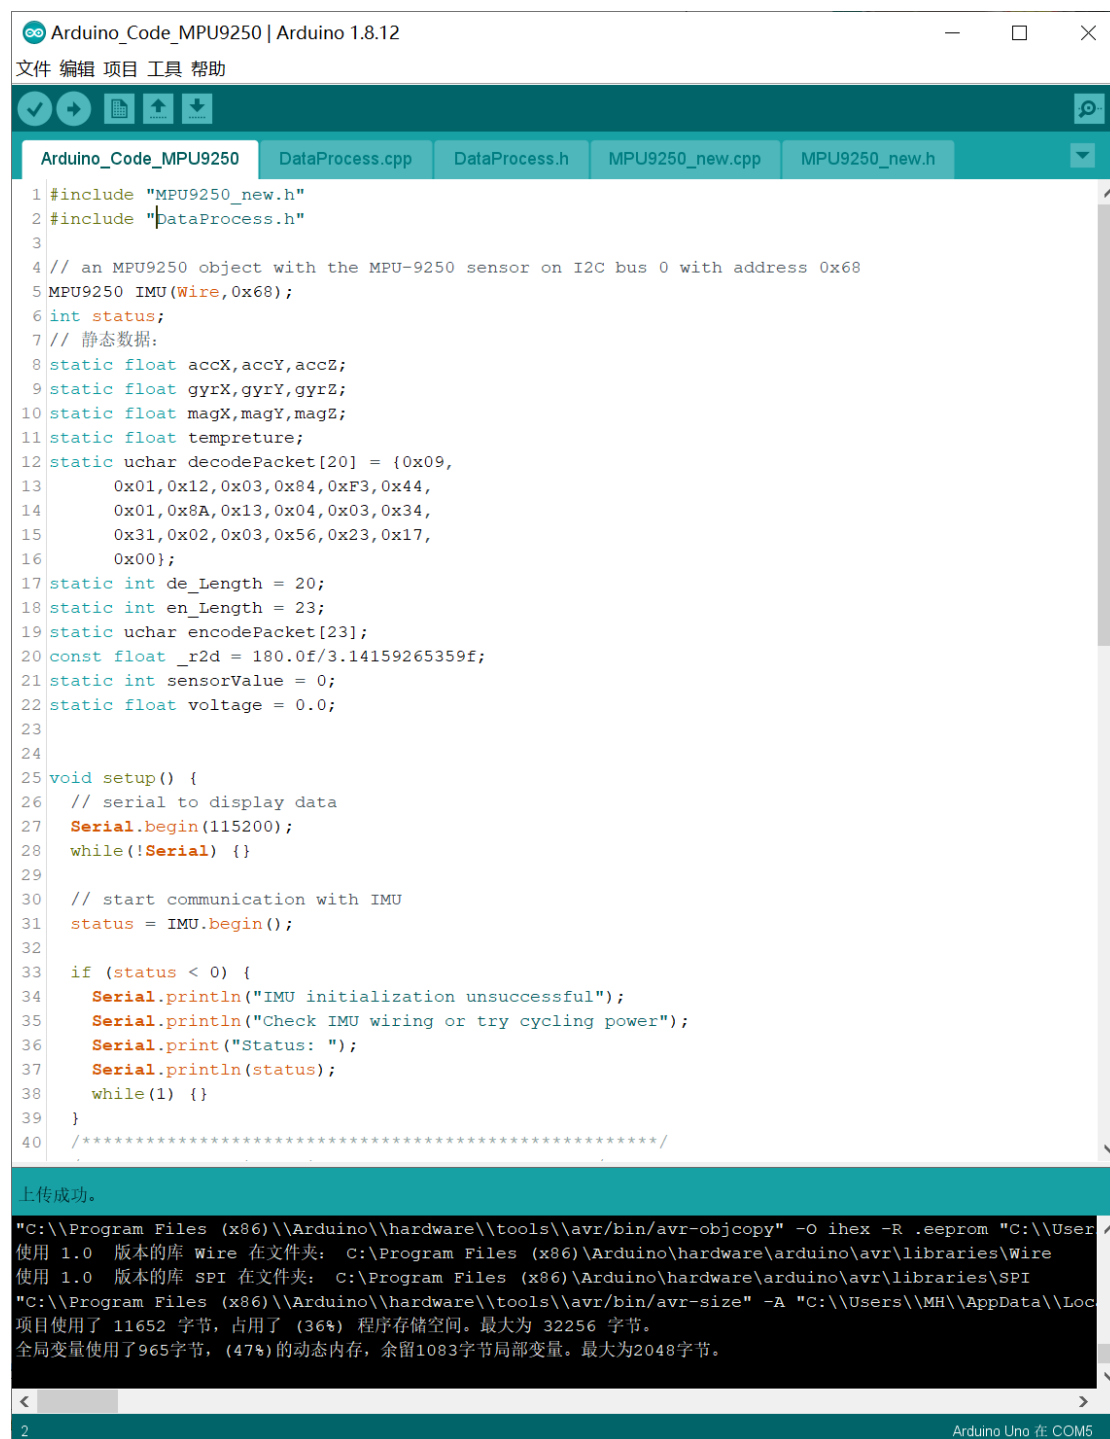 Arduino_Code_MPU9250 | Arduino 1.8.12
文件 编辑 项目 工具 帮助
Arduino_Code_MPU9250 DataProcess.cpp DataProcess.h MPU9250_new.cpp MPU9250_new.h
1 #include "MPU9250_new.h"
2 #include "DataProcess.h"
3
4 // an MPU9250 object with the MPU-9250 sensor on I2C bus 0 with address 0x68
5 MPU9250 IMU(Wire,0x68);
6 int status;
7 // 静态数据:
8 static float accX,accY,accZ;
9 static float gyrX,gyrY,gyrZ;
10 static float magX,magY,magZ;
11 static float tempreture;
12 static uchar decodePacket[20] = {0x09,
13 0x01,0x12,0x03,0x84,0xF3,0x44,
14 0x01,0x8A,0x13,0x04,0x03,0x34,
15 0x31,0x02,0x03,0x56,0x23,0x17,
16 0x00};
17 static int de_Length = 20;
18 static int en_Length = 23;
19 static uchar encodePacket[23];
20 const float _r2d = 180.0f/3.14159265359f;
21 static int sensorValue = 0;
22 static float voltage = 0.0;
23
24
25 void setup() {
26 // serial to display data
27 Serial.begin(115200);
28 while(!Serial) {}
29
30 // start communication with IMU
31 status = IMU.begin();
32
33 if (status < 0) {
34 Serial.println("IMU initialization unsuccessful");
35 Serial.println("Check IMU wiring or try cycling power");
36 Serial.print("Status: ");
37 Serial.println(status);
38 while(1) {}
39 }
40 /******************************************************/
上传成功。
"C:\\Program Files (x86)\\Arduino\\hardware\\tools\\avr/bin/avr-objcopy" -O ihex -R .eeprom "C:\\User
使用 1.0 版本的库 Wire 在文件夹: C:\Program Files (x86)\Arduino\hardware\arduino\avr\libraries\Wire
使用 1.0 版本的库 SPI 在文件夹: C:\Program Files (x86)\Arduino\hardware\arduino\avr\libraries\SPI
"C:\\Program Files (x86)\\Arduino\\hardware\\tools\\avr/bin/avr-size" -A "C:\\Users\\MH\\AppData\\Loc
项目使用了 11652 字节，占用了 (36%) 程序存储空间。最大为 32256 字节。
全局变量使用了965字节，(47%)的动态内存，余留1083字节局部变量。最大为2048字节。
2 Arduino Uno 在 COM5